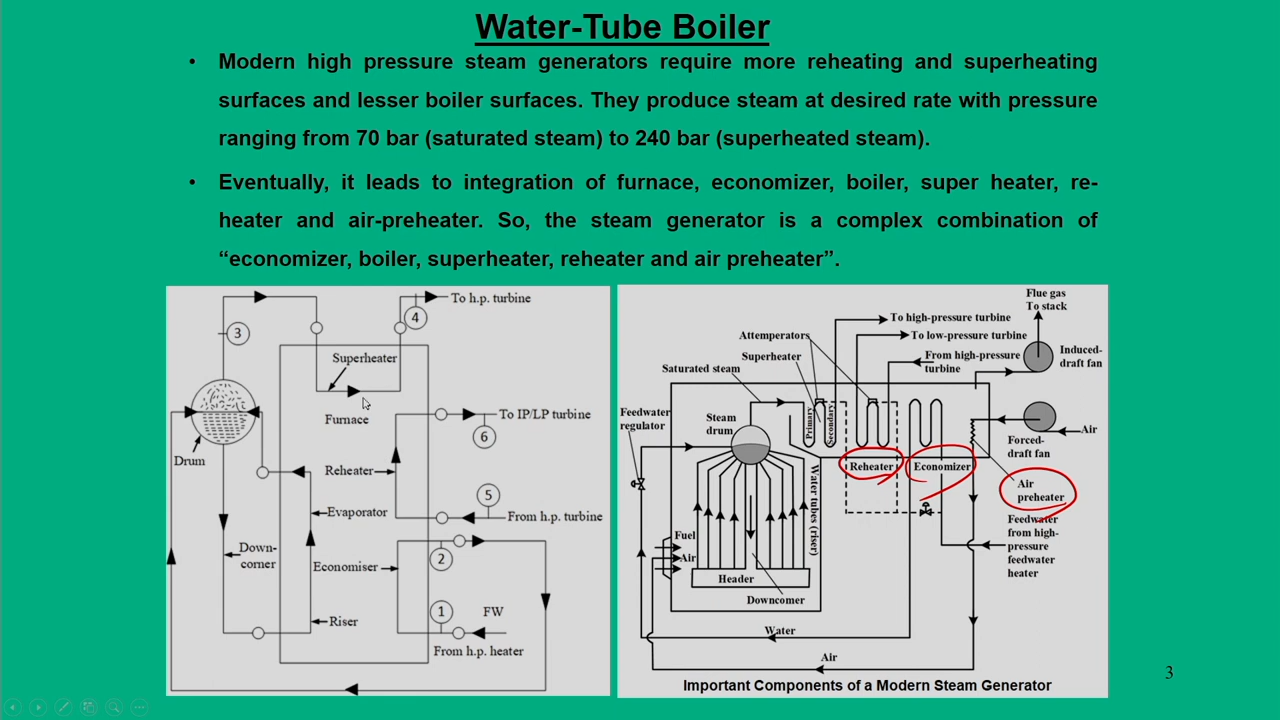 Water-Tube Boiler
• Modern high pressure steam generators require more reheating and superheating
surfaces and lesser boiler surfaces. They produce steam at desired rate with pressure
ranging from 70 bar (saturated steam) to 240 bar (superheated steam).
• Eventually, it leads to integration of furnace, economizer, boiler, super heater, re-
heater and air-preheater. So, the steam generator is a complex combination of
“economizer, boiler, superheater, reheater and air preheater”.
To h.p. turbine
4
3
Superheater
Furnace
To IP/LP turbine
6
Drum
Reheater
5
Evaporator
From h.p. turbine
Down-
corner
2
Economiser
1
FW
Riser
From h.p. heater
Flue gas
To stack
To high-pressure turbine
Attemperators
To low-pressure turbine
Induced-
draft fan
Superheater
From high-pressure
turbine
Saturated steam
Feedwater
regulator
Steam
drum
Primary
Secondary
Air
Forced-
draft fan
Reheater
Economizer
Air
preheater
Water tubes (riser)
Feedwater
from high-
pressure
feedwater
heater
Fuel
Air
Header
Downcomer
Water
Air
Important Components of a Modern Steam Generator
3